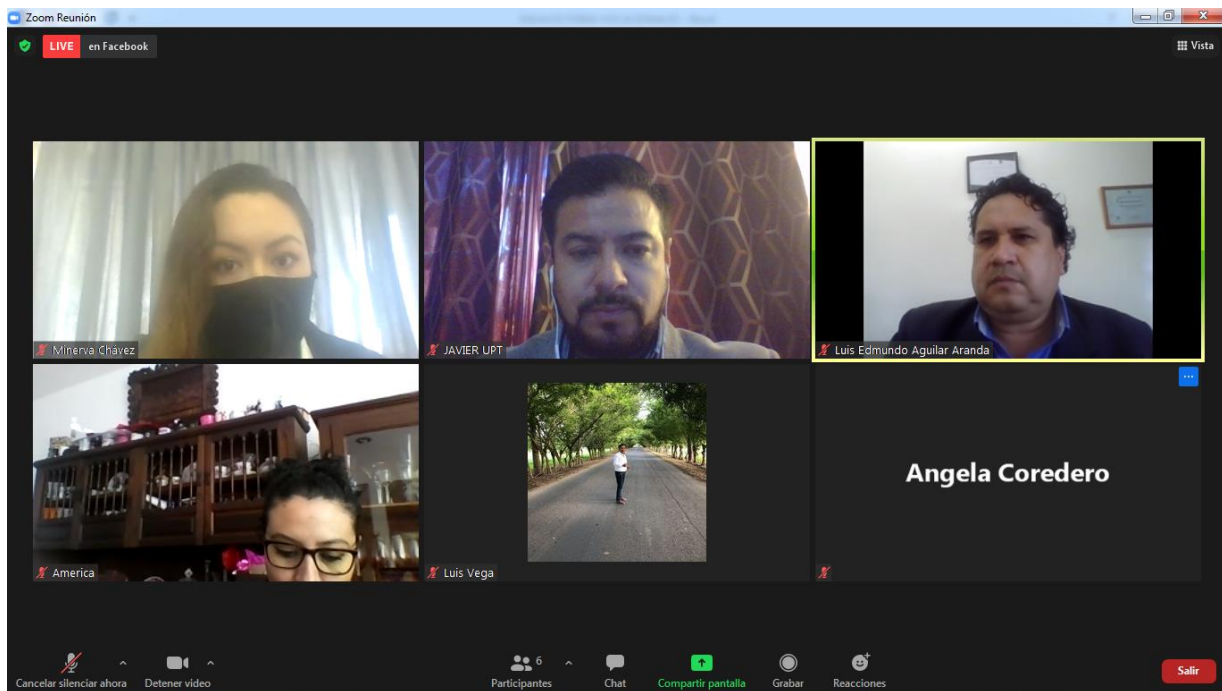 Zoom Reunión
LIVE en Facebook
Vista
Minerva Chávez
JAVIER UPT
Luis Edmundo Aguilar Aranda
America
Luis Vega
Angela Coredero
6
Cancelar silenciar ahora
Detener video
Participantes
Chat
Compartir pantalla
Grabar
Reacciones
Salir